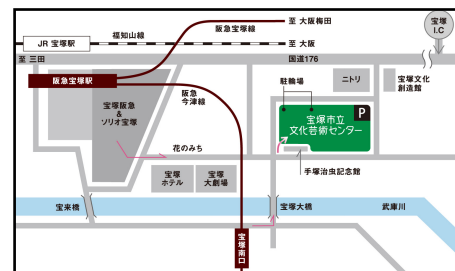 至 大阪梅田
阪急宝塚線
宝塚
I.C
JR 宝塚駅
福知山線
至 大阪
至 三田
国道176
阪急宝塚駅
阪急
今津線
駐輪場
ニトリ
宝塚文化
創造館
宝塚阪急
&
ソリオ宝塚
P
宝塚市立
文化芸術センター
花のみち
手塚治虫記念館
宝塚
ホテル
宝塚
大劇場
宝来橋
宝塚大橋
武庫川
宝塚南口